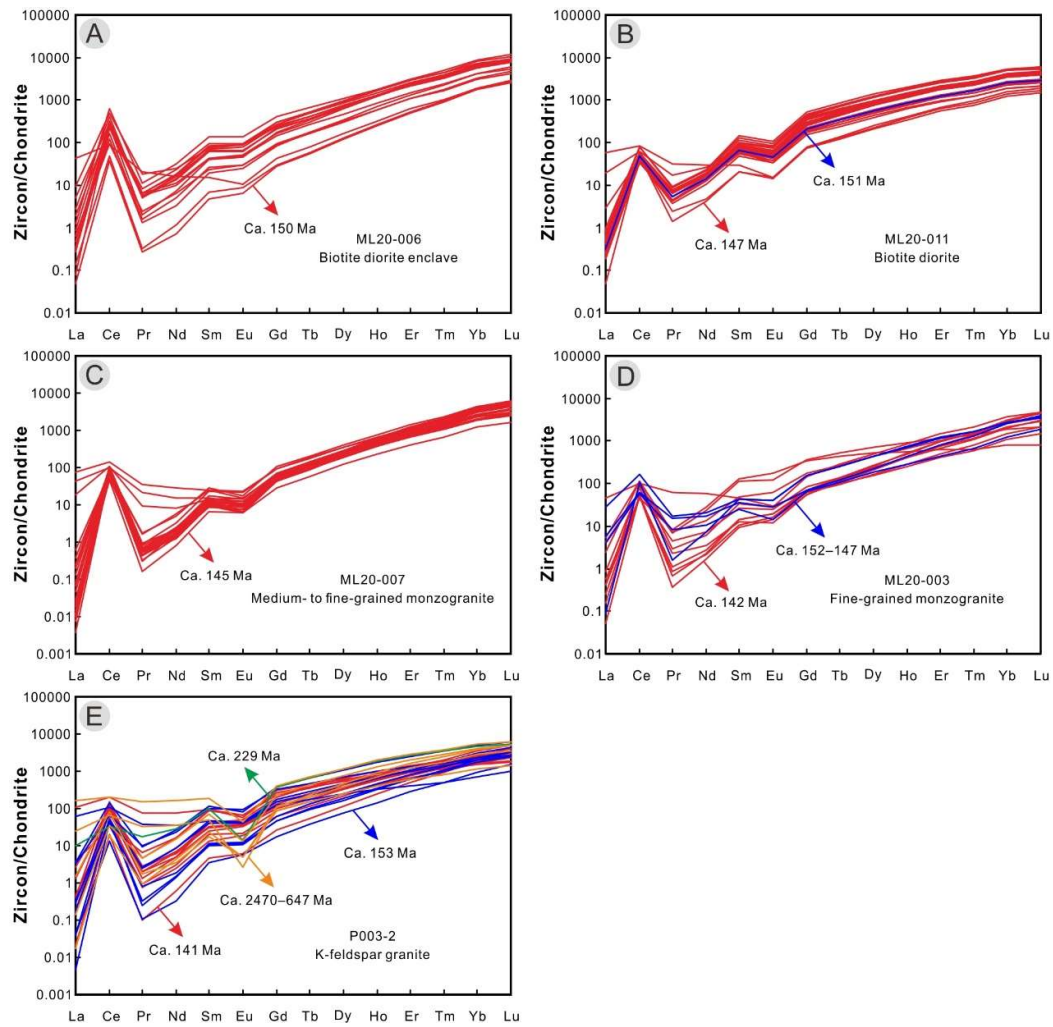 A
Zircon/Chondrite
100000
10000
1000
100
10
1
0.1
0.01
Ca. 150 Ma
ML20-006
Biotite diorite enclave
La Ce Pr Nd Sm Eu Gd Tb Dy Ho Er Tm Yb Lu
B
Zircon/Chondrite
100000
10000
1000
100
10
1
0.1
0.01
Ca. 151 Ma
Ca. 147 Ma
ML20-011
Biotite diorite
La Ce Pr Nd Sm Eu Gd Tb Dy Ho Er Tm Yb Lu
C
Zircon/Chondrite
100000
10000
1000
100
10
1
0.1
0.01
0.001
Ca. 145 Ma
ML20-007
Medium- to fine-grained monzogranite
La Ce Pr Nd Sm Eu Gd Tb Dy Ho Er Tm Yb Lu
D
Zircon/Chondrite
100000
10000
1000
100
10
1
0.1
0.01
Ca. 152–147 Ma
Ca. 142 Ma
ML20-003
Fine-grained monzogranite
La Ce Pr Nd Sm Eu Gd Tb Dy Ho Er Tm Yb Lu
E
Zircon/Chondrite
100000
10000
1000
100
10
1
0.1
0.01
0.001
Ca. 229 Ma
Ca. 153 Ma
Ca. 2470–647 Ma
Ca. 141 Ma
P003-2
K-feldspar granite
La Ce Pr Nd Sm Eu Gd Tb Dy Ho Er Tm Yb Lu